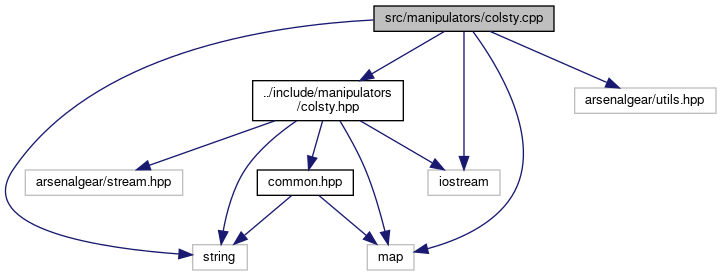 src/manipulators/colsty.cpp
../include/manipulators
/colsty.hpp
arsenalgear/utils.hpp
arsenalgear/stream.hpp
common.hpp
iostream
string
map